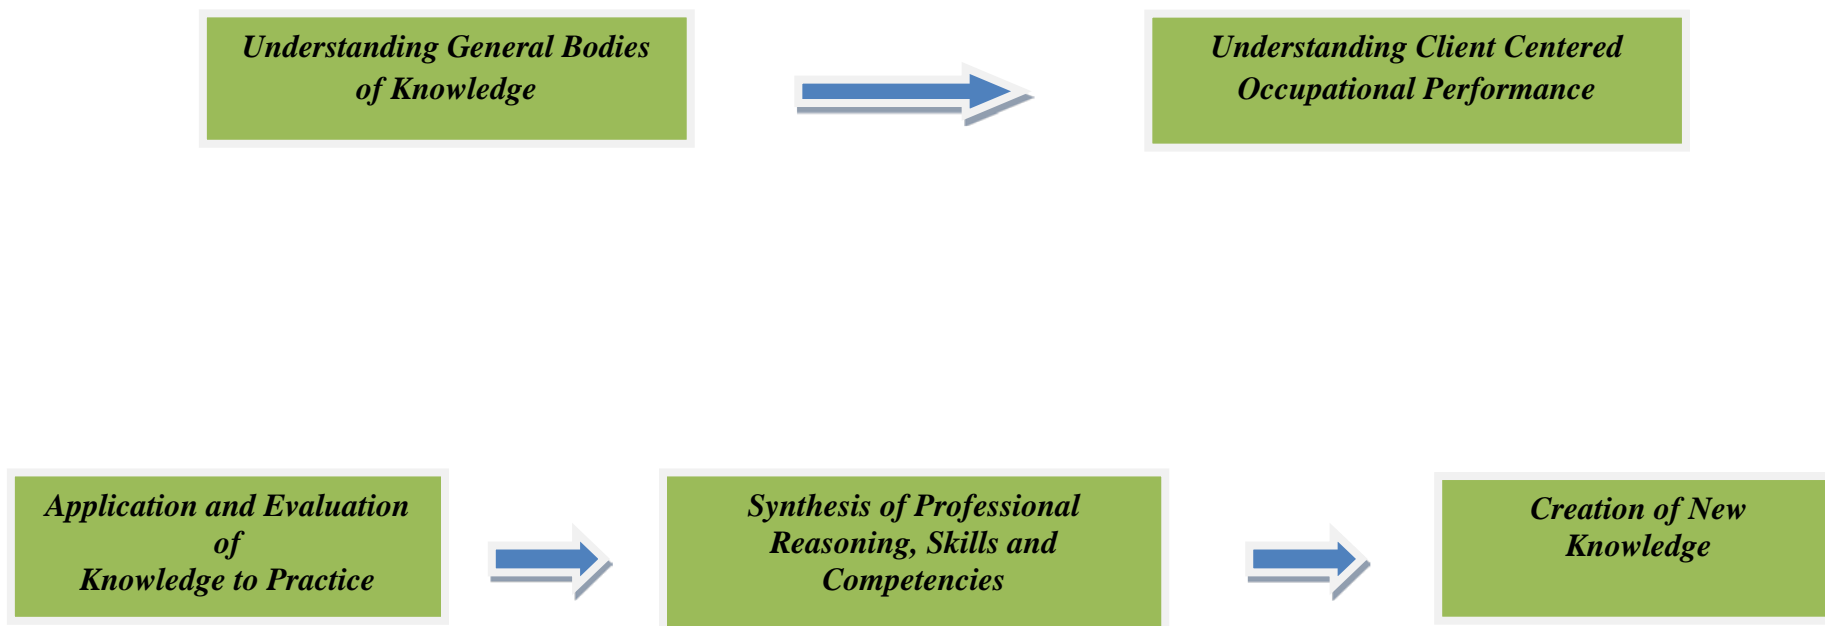 Understanding General Bodies
of Knowledge
Understanding Client Centered
Occupational Performance
Application and Evaluation
of
Knowledge to Practice
Synthesis of Professional
Reasoning, Skills and
Competencies
Creation of New
Knowledge